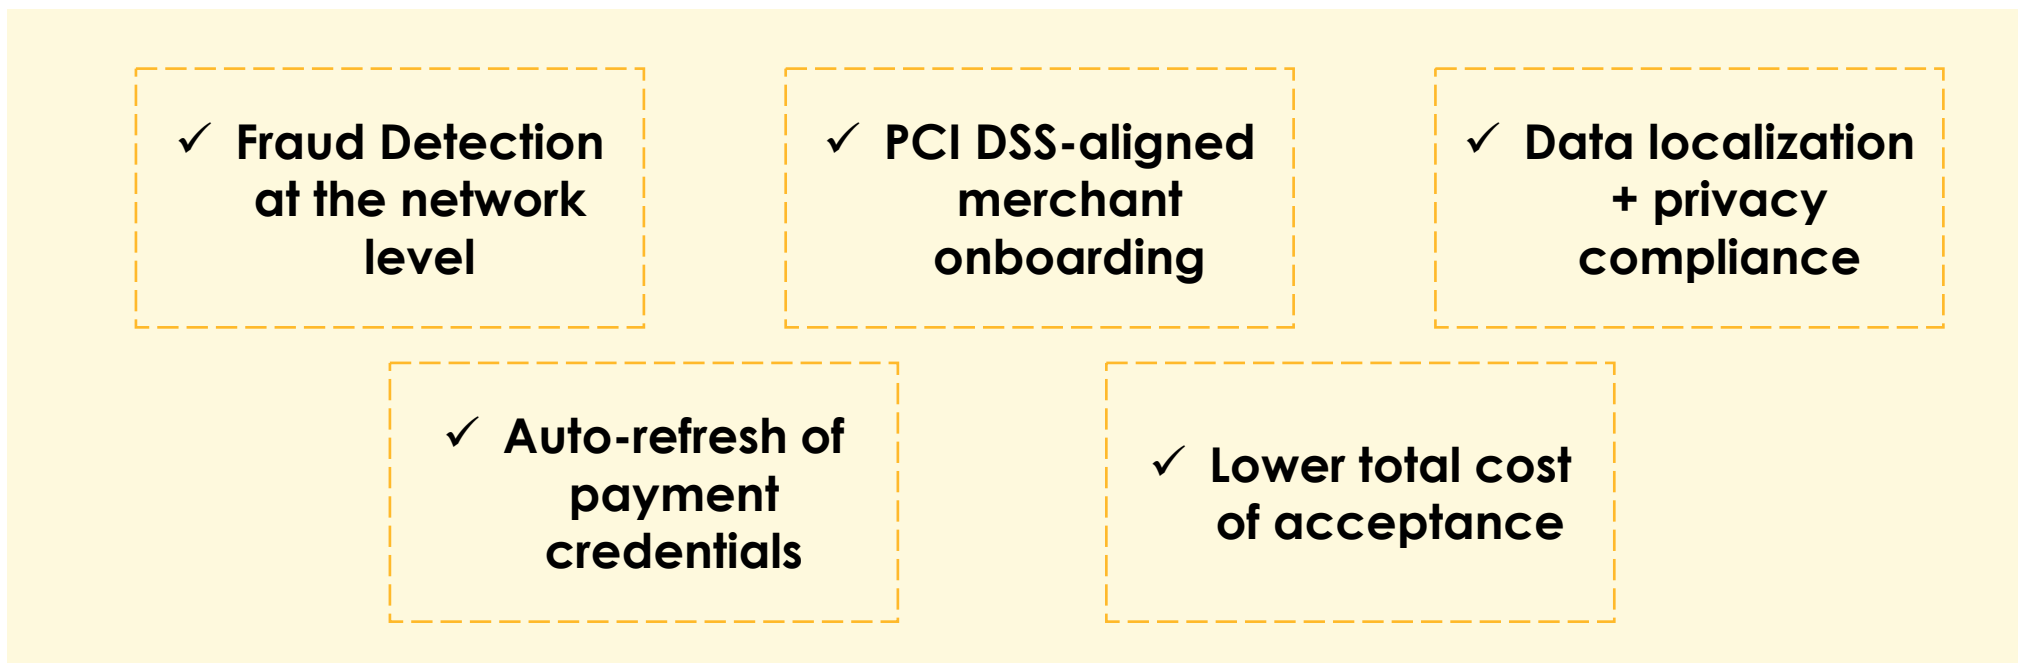 ✓ Fraud Detection
at the network
level
✓ PCI DSS-aligned
merchant
onboarding
✓ Data localization
+ privacy
compliance
✓ Auto-refresh of
payment
credentials
✓ Lower total cost
of acceptance